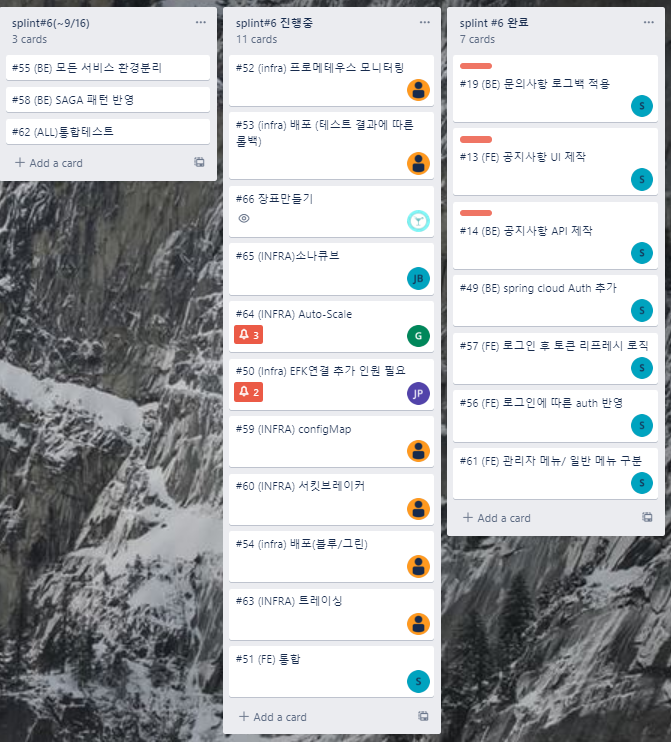 splint#6(~9/16)
3 cards
#55 (BE) 모든 서비스 환경분리
#58 (BE) SAGA 패턴 반영
#62 (ALL)통합테스트
Add a card
splint#6 진행중
11 cards
#52 (infra) 프로메테우스 모니터링
#53 (infra) 배포 (테스트 결과에 따른
롤백)
#66 장표만들기
#65 (INFRA)소나큐브
JB
#64 (INFRA) Auto-Scale
3
G
#50 (Infra) EFK연결 추가 인원 필요
2
JP
#59 (INFRA) configMap
#60 (INFRA) 서킷브레이커
#54 (infra) 배포(블루/그린)
#63 (INFRA) 트레이싱
#51 (FE) 통합
S
Add a card
splint #6 완료
7 cards
#19 (BE) 문의사항 로그백 적용
S
#13 (FE) 공지사항 UI 제작
S
#14 (BE) 공지사항 API 제작
S
#49 (BE) spring cloud Auth 추가
S
#57 (FE) 로그인 후 토큰 리프레시 로직
S
#56 (FE) 로그인에 따른 auth 반영
S
#61 (FE) 관리자 메뉴/ 일반 메뉴 구분
S
Add a card